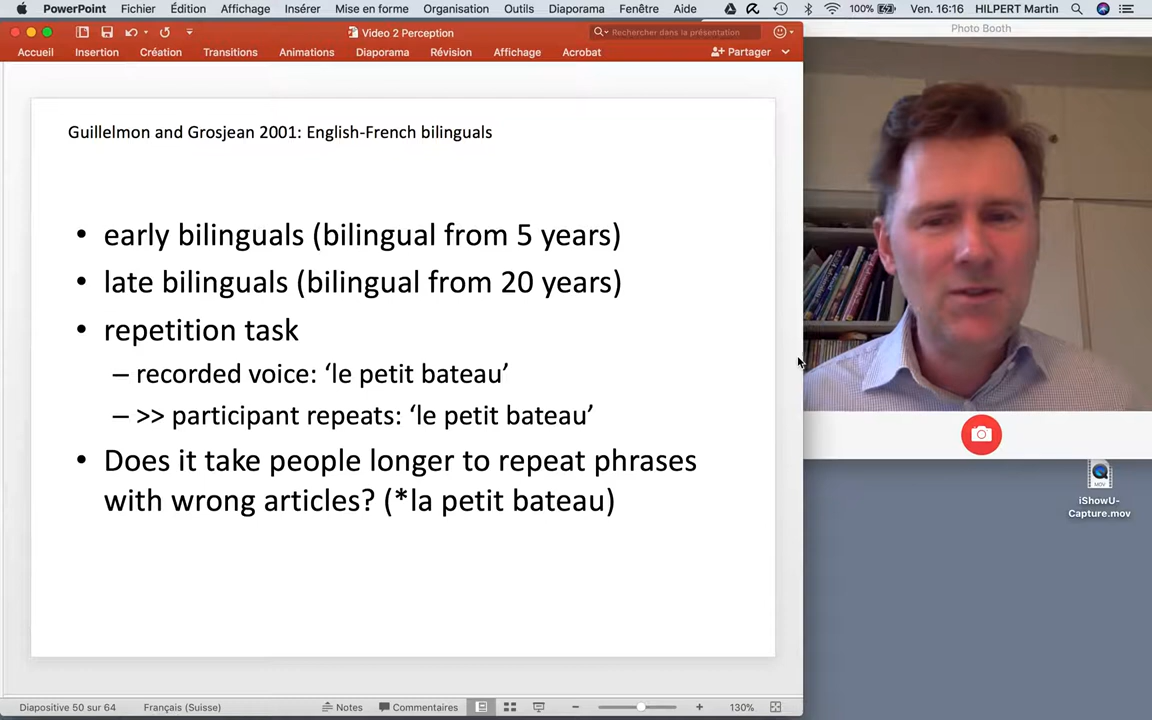 PowerPoint Fichier Édition Affichage Insérer Mise en forme Organisation Outils Diaporama Fenêtre Aide 100% Ven. 16:16 HILPERT Martin
Video 2 Perception
Rechercher dans la présentation
Photo Booth
Accueil Insertion Création Transitions Animations Diaporama Révision Affichage Acrobat Partager
Guillelmon and Grosjean 2001: English-French bilinguals
• early bilinguals (bilingual from 5 years)
• late bilinguals (bilingual from 20 years)
• repetition task
– recorded voice: ‘le petit bateau’
– >> participant repeats: ‘le petit bateau’
• Does it take people longer to repeat phrases
with wrong articles? (*la petit bateau)
MOV
iShowU-
Capture.mov
Diapositive 50 sur 64 Français (Suisse) Notes Commentaires 130%